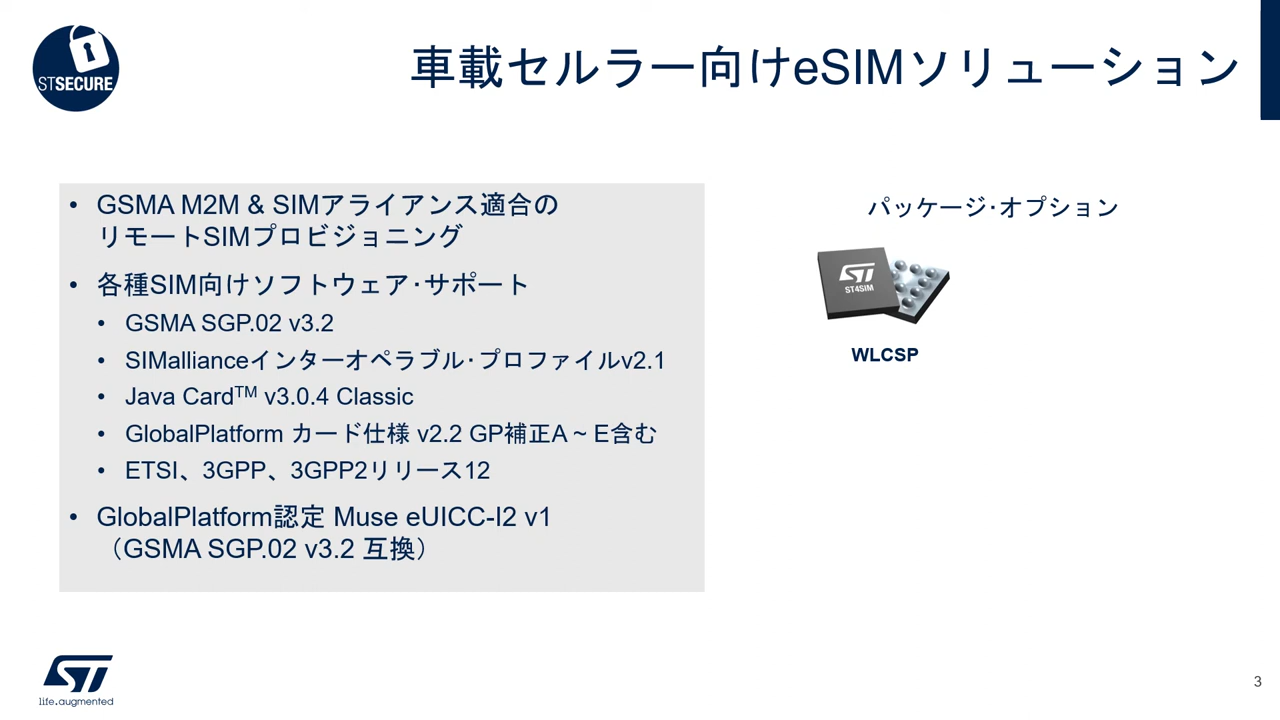 STSECURE
車載セルラー向けeSIMソリューション
• GSMA M2M & SIMアライアンス適合の
リモートSIMプロビジョニング
• 各種SIM向けソフトウェア･サポート
• GSMA SGP.02 v3.2
• SIMallianceインターオペラブル･プロファイルv2.1
• Java Card™ v3.0.4 Classic
• GlobalPlatform カード仕様 v2.2 GP補正A ~ E含む
• ETSI、3GPP、3GPP2リリース12
• GlobalPlatform認定 Muse eUICC-I2 v1
（GSMA SGP.02 v3.2 互換）
パッケージ･オプション
ST
ST4SIM
WLCSP
ST
life.augmented
3